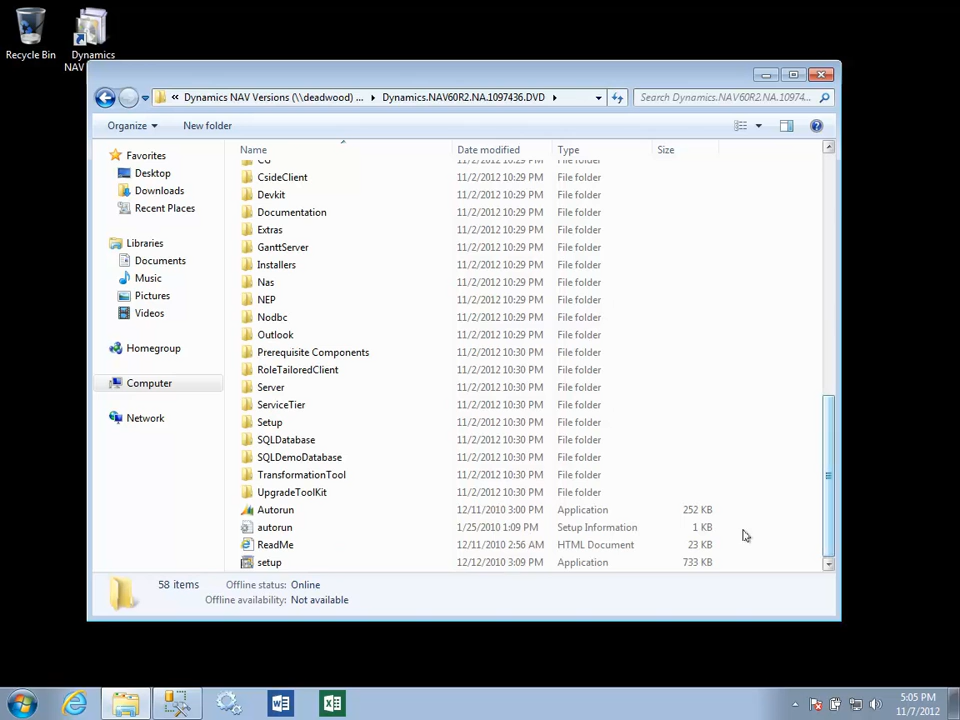 Recycle Bin
Dynamics
NAV
« Dynamics NAV Versions (\\deadwood) ... ▸ Dynamics.NAV60R2.NA.1097436.DVD ▸
Search Dynamics.NAV60R2.NA.10974...
Organize
New folder
Name Date modified Type Size
Favorites
Desktop
Downloads
Recent Places
Libraries
Documents
Music
Pictures
Videos
Homegroup
Computer
Network
11/2/2012 10:29 PM File folder
CsideClient 11/2/2012 10:29 PM File folder
Devkit 11/2/2012 10:29 PM File folder
Documentation 11/2/2012 10:29 PM File folder
Extras 11/2/2012 10:29 PM File folder
GanttServer 11/2/2012 10:29 PM File folder
Installers 11/2/2012 10:29 PM File folder
Nas 11/2/2012 10:29 PM File folder
NEP 11/2/2012 10:29 PM File folder
Nodbc 11/2/2012 10:29 PM File folder
Outlook 11/2/2012 10:29 PM File folder
Prerequisite Components 11/2/2012 10:30 PM File folder
RoleTailoredClient 11/2/2012 10:30 PM File folder
Server 11/2/2012 10:30 PM File folder
ServiceTier 11/2/2012 10:30 PM File folder
Setup 11/2/2012 10:30 PM File folder
SQLDatabase 11/2/2012 10:30 PM File folder
SQLDemoDatabase 11/2/2012 10:30 PM File folder
TransformationTool 11/2/2012 10:30 PM File folder
UpgradeToolKit 11/2/2012 10:30 PM File folder
Autorun 12/11/2010 3:00 PM Application 252 KB
autorun 1/25/2010 1:09 PM Setup Information 1 KB
ReadMe 12/11/2010 2:56 AM HTML Document 23 KB
setup 12/12/2010 3:09 PM Application 733 KB
58 items Offline status: Online
Offline availability: Not available
5:05 PM
11/7/2012